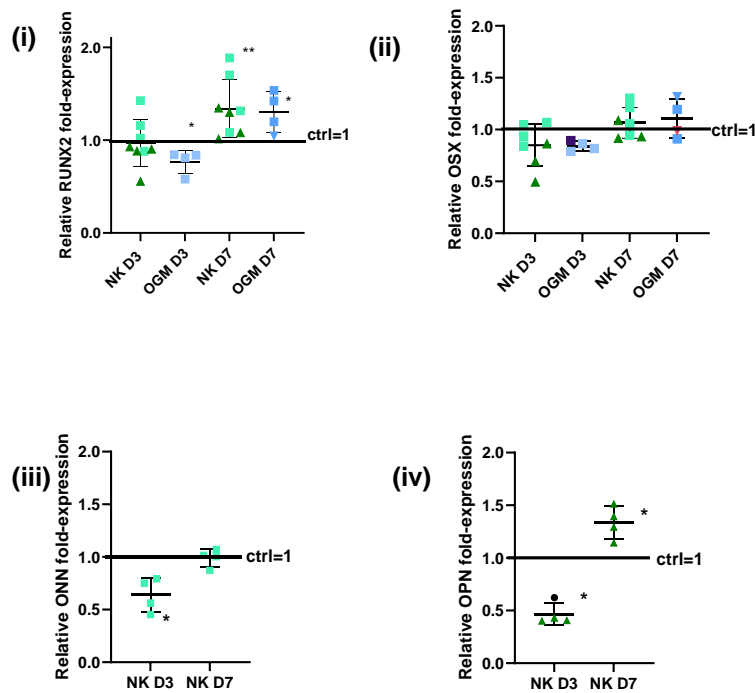 (i)
Relative RUNX2 fold-expression
2.0
1.0
0.0
**
*
*
ctrl=1
NK D3
OGM D3
NK D7
OGM D7
(ii)
Relative OSX fold-expression
2.0
1.5
1.0
0.5
0.0
ctrl=1
NK D3
OGM D3
NK D7
OGM D7
(iii)
Relative ONN fold-expression
2.0
1.5
1.0
0.5
0.0
ctrl=1
*
NK D3 NK D7
(iv)
Relative OPN fold-expression
2.0
1.5
1.0
0.5
0.0
*
ctrl=1
*
NK D3 NK D7